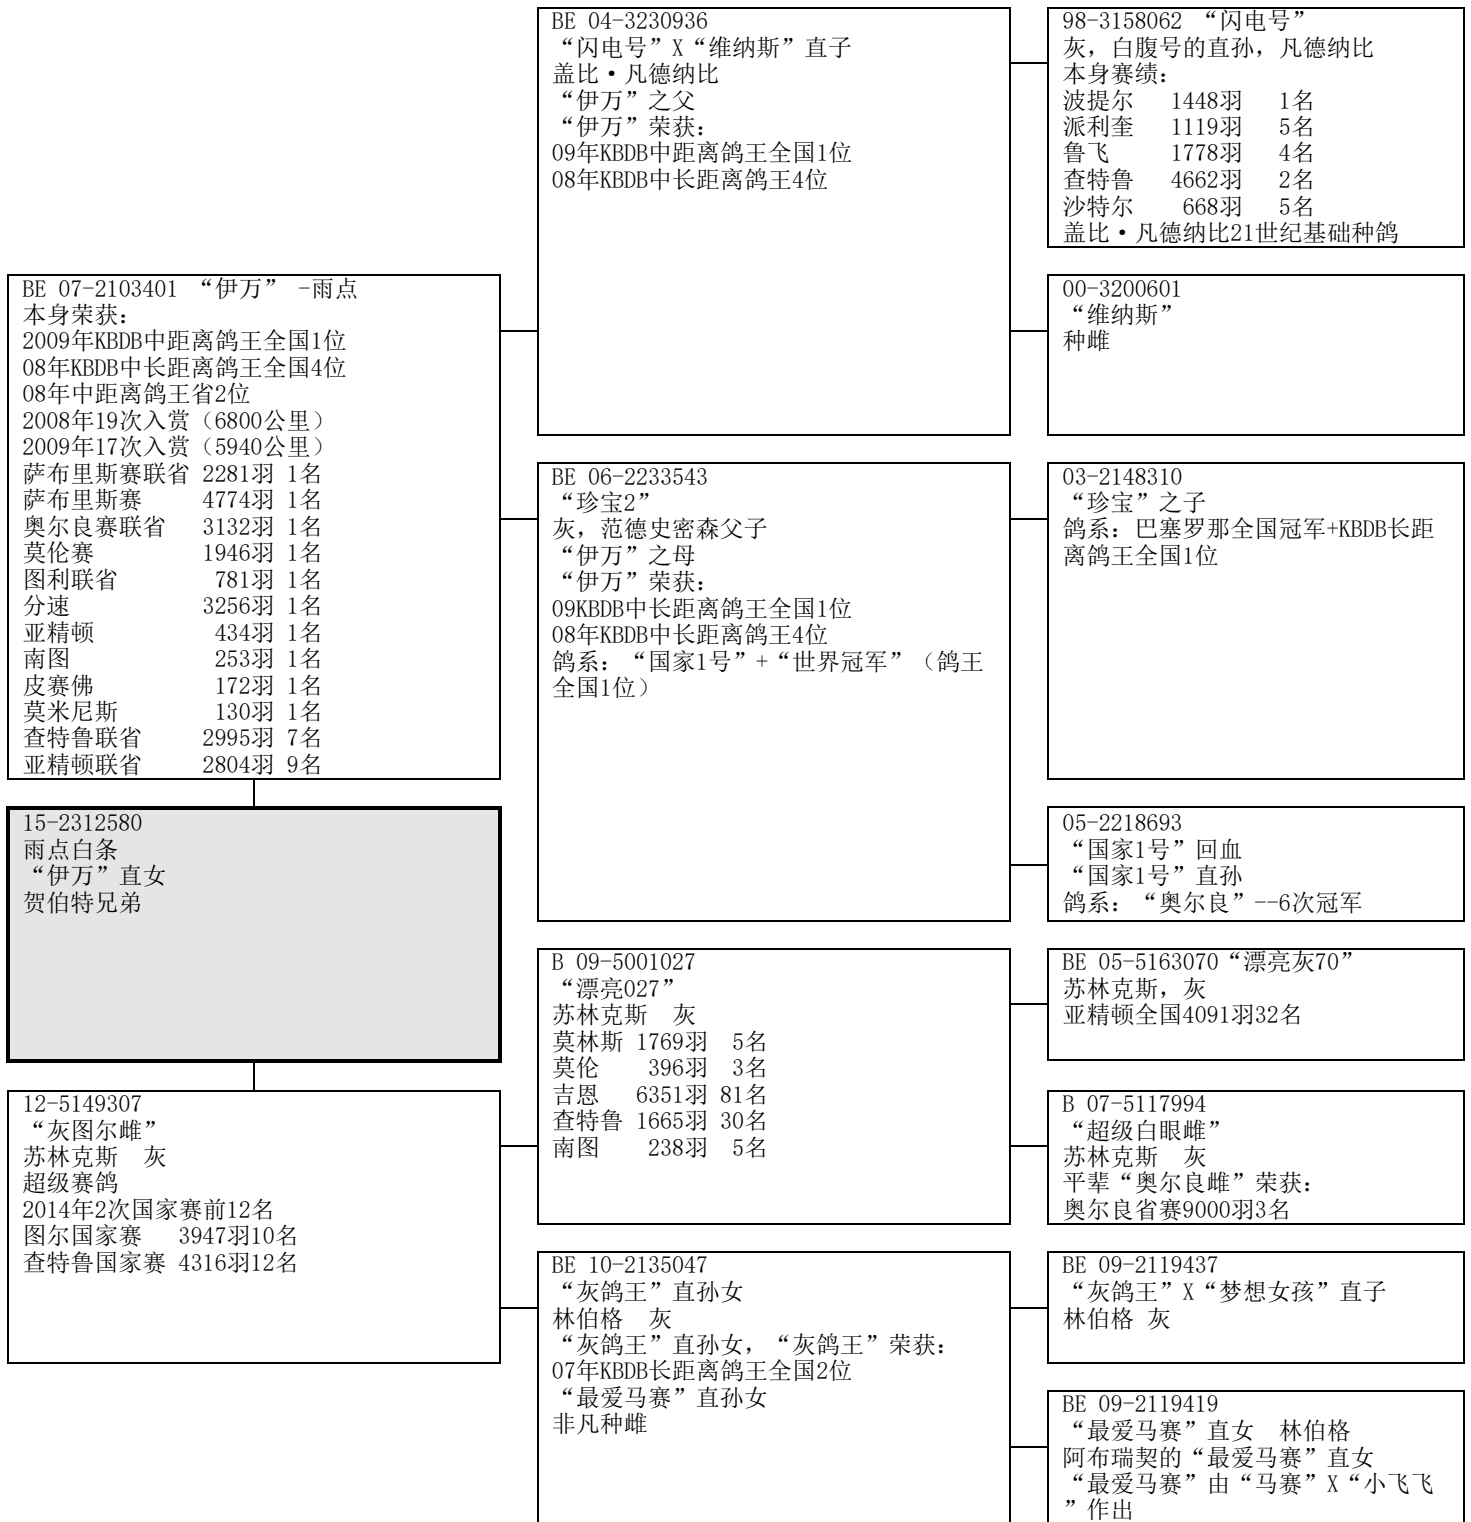 BE 04-3230936
“闪电号”X“维纳斯”直子
盖比·凡德纳比
“伊万”之父
“伊万”荣获：
09年KBDB中距离鸽王全国1位
08年KBDB中长距离鸽王4位
98-3158062 “闪电号”
灰，白腹号的直孙，凡德纳比
本身赛绩：
波提尔 1448羽 1名
派利奎 1119羽 5名
鲁飞 1778羽 4名
查特鲁 4662羽 2名
沙特尔 668羽 5名
盖比·凡德纳比21世纪基础种鸽
BE 07-2103401 “伊万” -雨点
本身荣获：
2009年KBDB中距离鸽王全国1位
08年KBDB中长距离鸽王全国4位
08年中距离鸽王省2位
2008年19次入赏（6800公里）
2009年17次入赏（5940公里）
萨布里斯赛联省 2281羽 1名
萨布里斯赛 4774羽 1名
奥尔良赛联省 3132羽 1名
莫伦赛 1946羽 1名
图利联省 781羽 1名
分速 3256羽 1名
亚精顿 434羽 1名
南图 253羽 1名
皮赛佛 172羽 1名
莫米尼斯 130羽 1名
查特鲁联省 2995羽 7名
亚精顿联省 2804羽 9名
00-3200601
“维纳斯”
种雌
BE 06-2233543
“珍宝2”
灰，范德史密森父子
“伊万”之母
“伊万”荣获：
09KBDB中长距离鸽王全国1位
08年KBDB中长距离鸽王4位
鸽系：“国家1号”+“世界冠军”（鸽王
全国1位）
03-2148310
“珍宝”之子
鸽系：巴塞罗那全国冠军+KBDB长距
离鸽王全国1位
15-2312580
雨点白条
“伊万”直女
贺伯特兄弟
05-2218693
“国家1号”回血
“国家1号”直孙
鸽系：“奥尔良”--6次冠军
B 09-5001027
“漂亮027”
苏林克斯 灰
莫林斯 1769羽 5名
莫伦 396羽 3名
吉恩 6351羽 81名
查特鲁 1665羽 30名
南图 238羽 5名
BE 05-5163070“漂亮灰70”
苏林克斯，灰
亚精顿全国4091羽32名
12-5149307
“灰图尔雌”
苏林克斯 灰
超级赛鸽
2014年2次国家赛前12名
图尔国家赛 3947羽10名
查特鲁国家赛 4316羽12名
B 07-5117994
“超级白眼雌”
苏林克斯 灰
平辈“奥尔良雌”荣获：
奥尔良省赛9000羽3名
BE 10-2135047
“灰鸽王”直孙女
林伯格 灰
“灰鸽王”直孙女，“灰鸽王”荣获：
07年KBDB长距离鸽王全国2位
“最爱马赛”直孙女
非凡种雌
BE 09-2119437
“灰鸽王”X“梦想女孩”直子
林伯格 灰
BE 09-2119419
“最爱马赛”直女 林伯格
阿布瑞契的“最爱马赛”直女
“最爱马赛”由“马赛”X“小飞飞
”作出